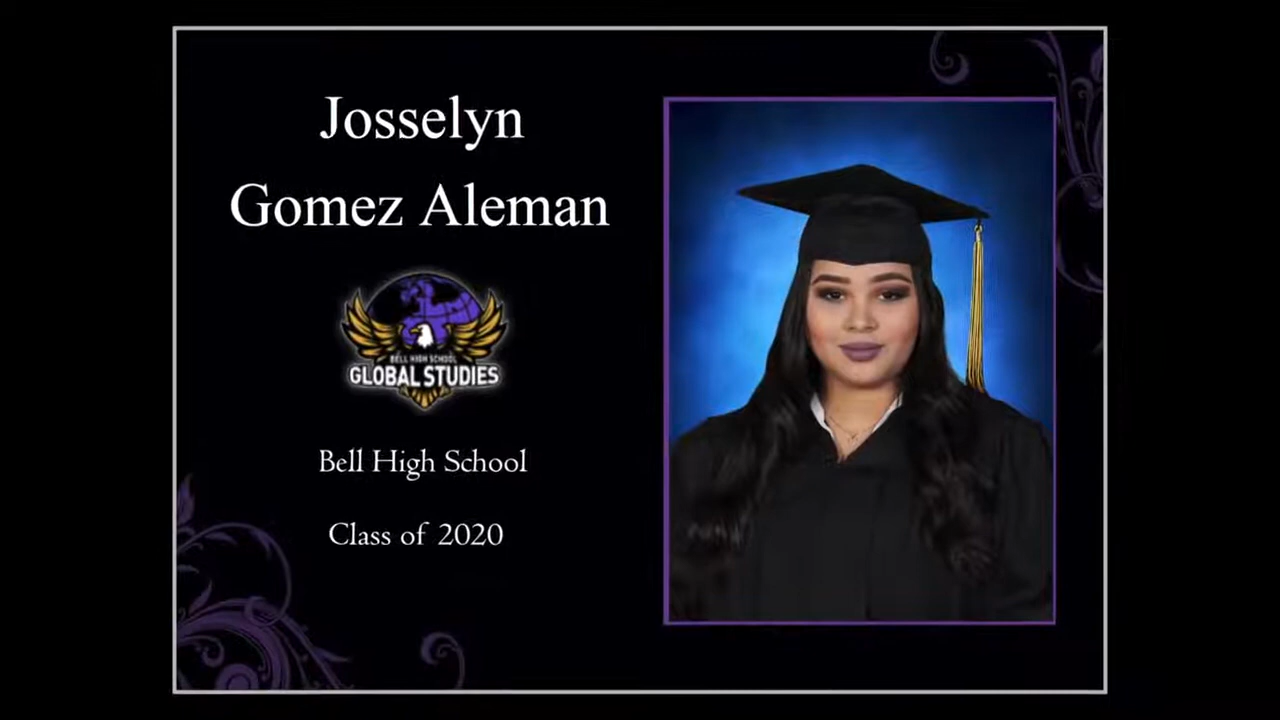 Josselyn
Gomez Aleman
BELL HIGH SCHOOL
GLOBAL STUDIES
Bell High School
Class of 2020